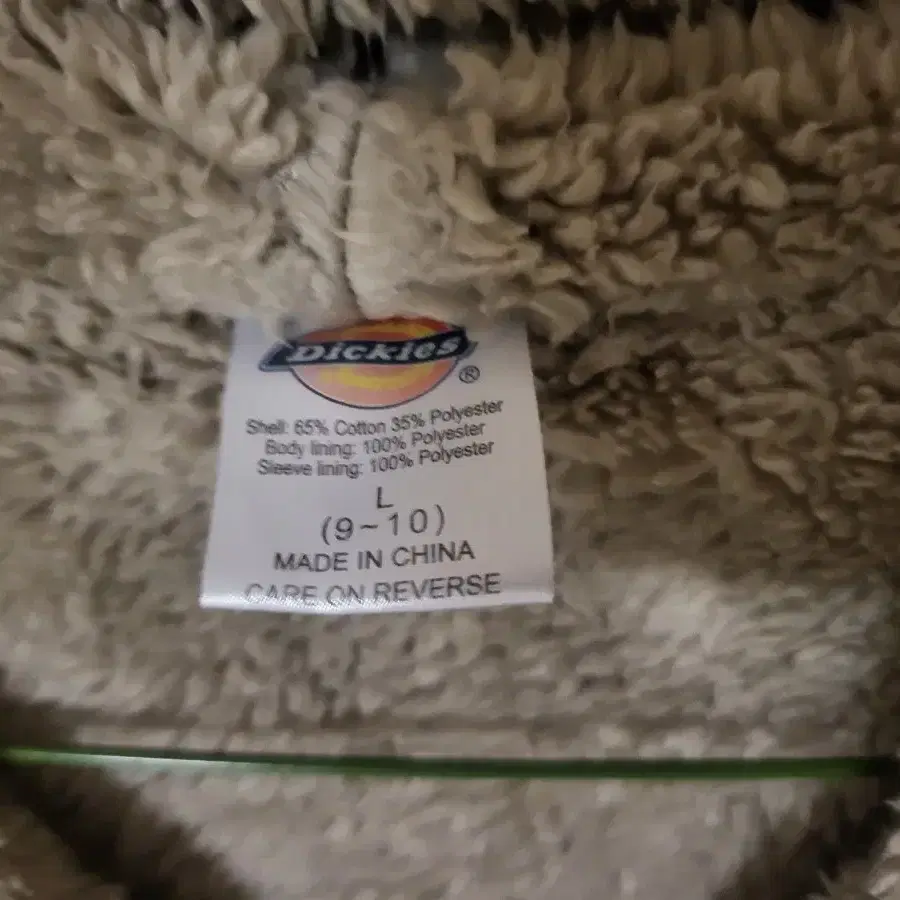 Dickies
®
Shell: 65% Cotton 35% Polyester
Body lining: 100% Polyester
Sleeve lining: 100% Polyester
L
(9~10)
MADE IN CHINA
CARE ON REVERSE